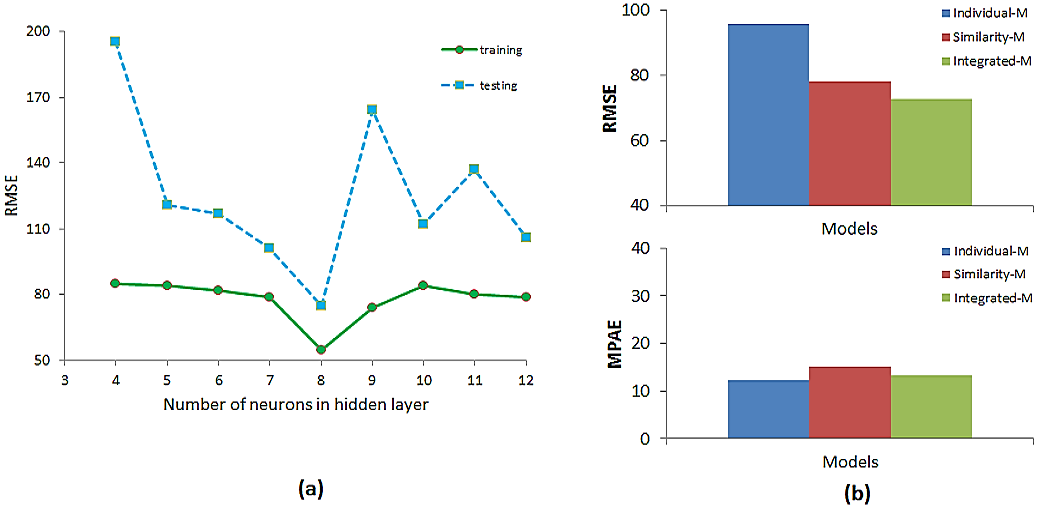 200
170
140
110
80
50
RMSE
training
testing
3 4 5 6 7 8 9 10 11 12
Number of neurons in hidden layer
(a)
100
80
60
40
RMSE
Individual-M
Similarity-M
Integrated-M
Models
40
30
20
10
0
MPAE
Individual-M
Similarity-M
Integrated-M
Models
(b)